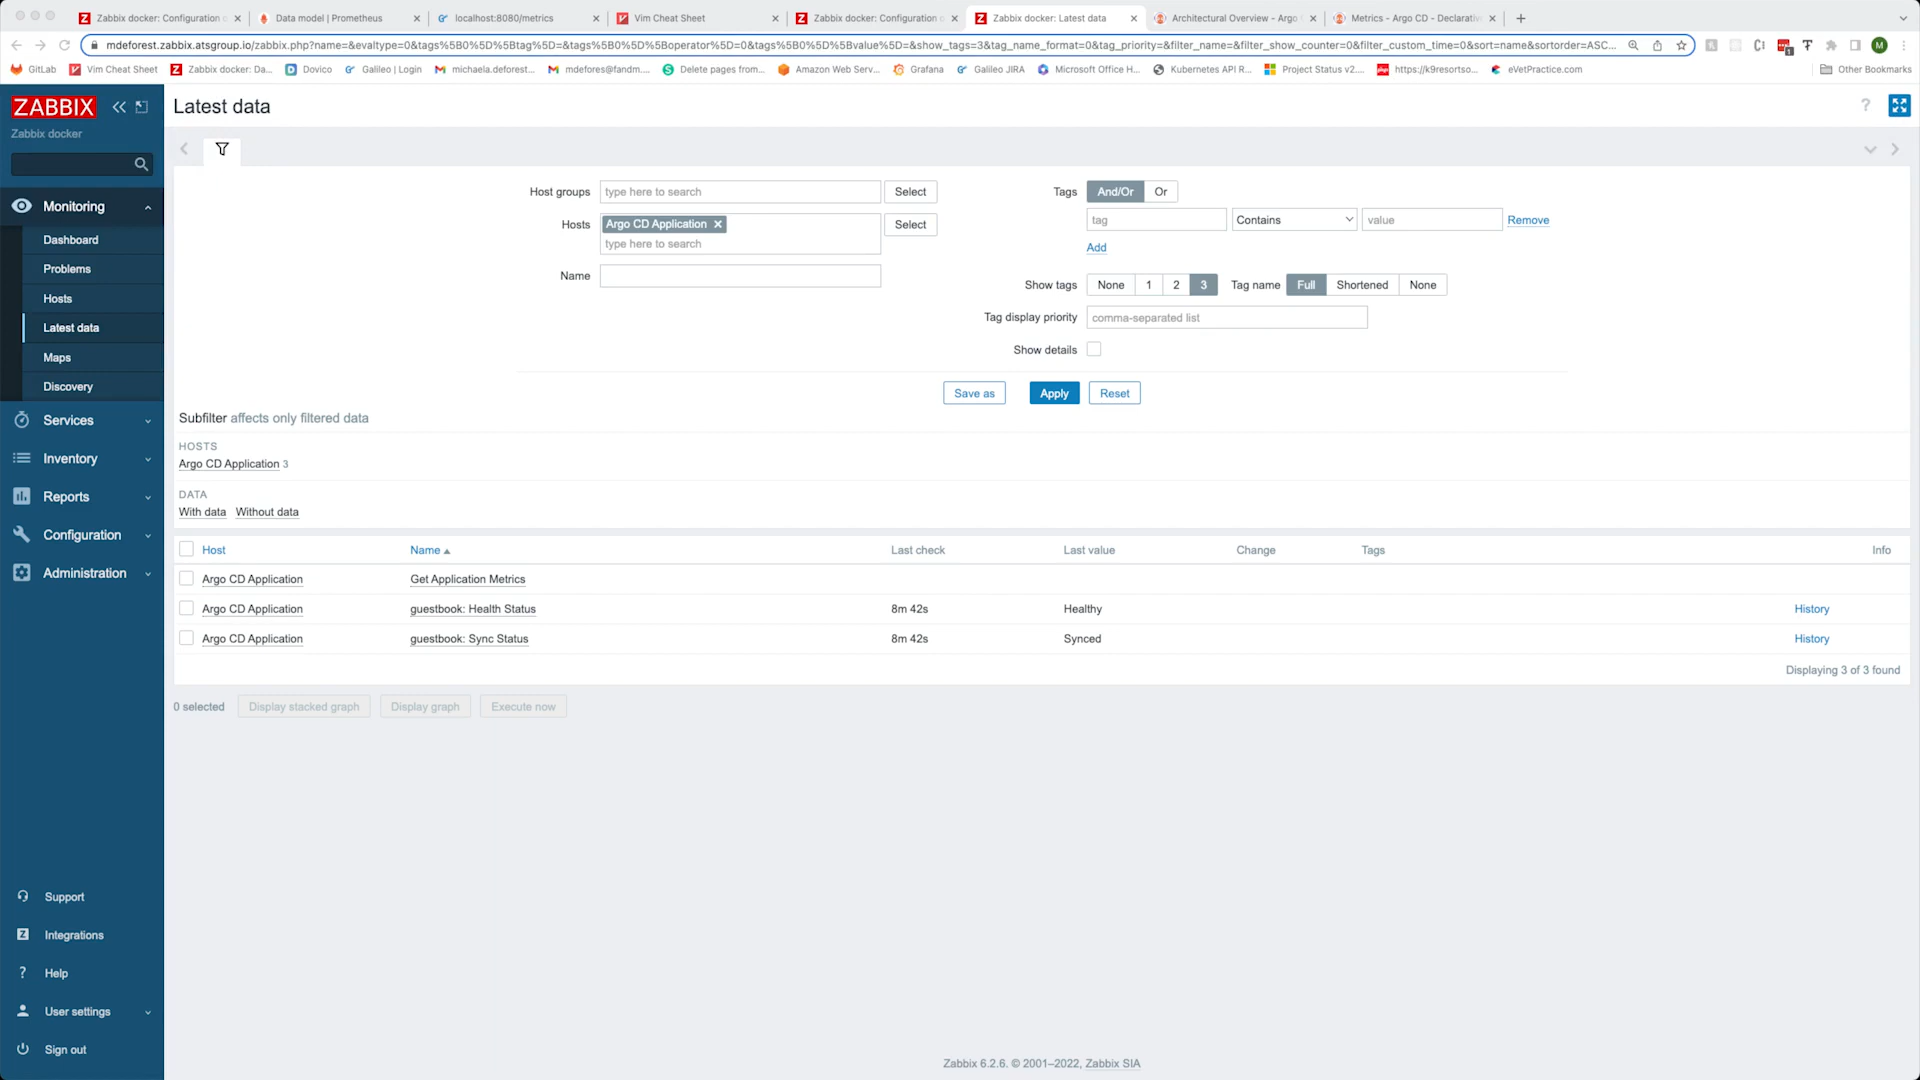 Zabbix docker: Configuration o
Data model | Prometheus
localhost:8080/metrics
Vim Cheat Sheet
Zabbix docker: Configuration o
Zabbix docker: Latest data
Architectural Overview - Argo
Metrics - Argo CD - Declarativ
mdeforest.zabbix.atsgroup.io/zabbix.php?name=&evaltype=0&tags%5B0%5D%5Btag%5D=&tags%5B0%5D%5Boperator%5D=0&tags%5B0%5D%5Bvalue%5D=&show_tags=3&tag_name_format=0&tag_priority=&filter_name=&filter_show_counter=0&filter_custom_time=0&sort=name&sortorder=ASC...
M
GitLab
Vim Cheat Sheet
Zabbix docker: Da...
Dovico
Galileo | Login
michaela.deforest...
mdefores@fandm....
Delete pages from...
Amazon Web Serv...
Grafana
Galileo JIRA
Microsoft Office H...
Kubernetes API R...
Project Status v2....
https://k9resortso...
eVetPractice.com
Other Bookmarks
ZABBIX
Zabbix docker
Monitoring
Dashboard
Problems
Hosts
Latest data
Maps
Discovery
Services
Inventory
Reports
Configuration
Administration
Support
Integrations
Help
User settings
Sign out
Latest data
Host groups type here to search Select
Hosts Argo CD Application Select
type here to search
Name
Tags And/Or Or
tag Contains value Remove
Add
Show tags None 1 2 3 Tag name Full Shortened None
Tag display priority comma-separated list
Show details
Save as Apply Reset
Subfilter affects only filtered data
HOSTS
Argo CD Application 3
DATA
With data Without data
Host Name Last check Last value Change Tags Info
Argo CD Application Get Application Metrics
Argo CD Application guestbook: Health Status 8m 42s Healthy History
Argo CD Application guestbook: Sync Status 8m 42s Synced History
Displaying 3 of 3 found
0 selected Display stacked graph Display graph Execute now
Zabbix 6.2.6. © 2001–2022, Zabbix SIA